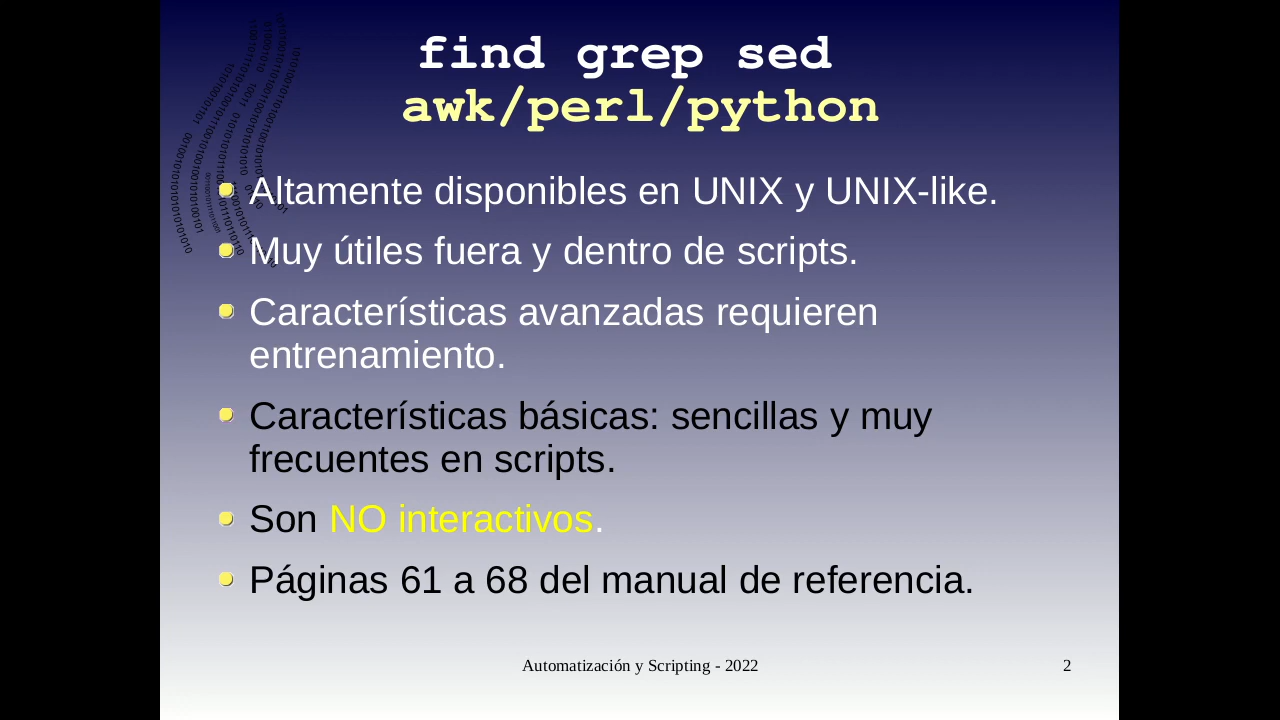 find grep sed
awk/perl/python
Altamente disponibles en UNIX y UNIX-like.
Muy útiles fuera y dentro de scripts.
Características avanzadas requieren
entrenamiento.
Características básicas: sencillas y muy
frecuentes en scripts.
Son NO interactivos.
Páginas 61 a 68 del manual de referencia.
Automatización y Scripting - 2022
2